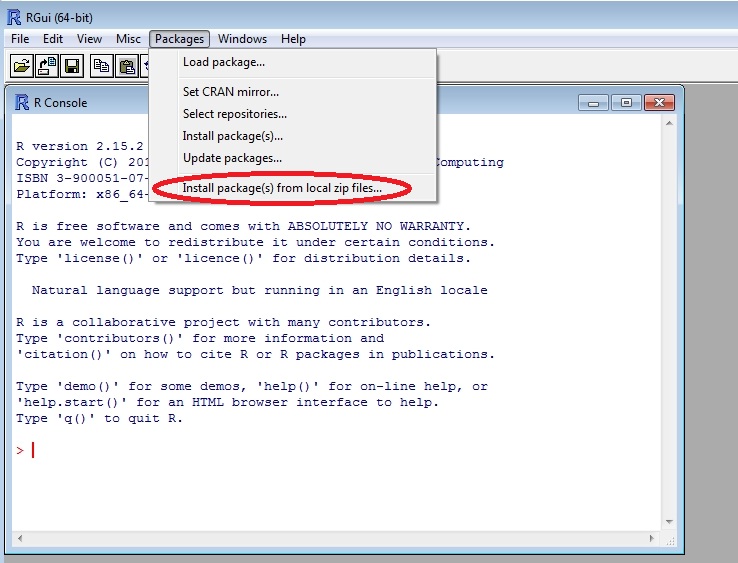 RGui (64-bit)
File Edit View Misc Packages Windows Help
Load package...
Set CRAN mirror...
Select repositories...
Install package(s)...
Update packages...
Install package(s) from local zip files...
R Console
R version 2.15.2
Copyright (C) 20 Computing
ISBN 3-900051-07-
Platform: x86_64-
R is free software and comes with ABSOLUTELY NO WARRANTY.
You are welcome to redistribute it under certain conditions.
Type 'license()' or 'licence()' for distribution details.
Natural language support but running in an English locale
R is a collaborative project with many contributors.
Type 'contributors()' for more information and
'citation()' on how to cite R or R packages in publications.
Type 'demo()' for some demos, 'help()' for on-line help, or
'help.start()' for an HTML browser interface to help.
Type 'q()' to quit R.
>